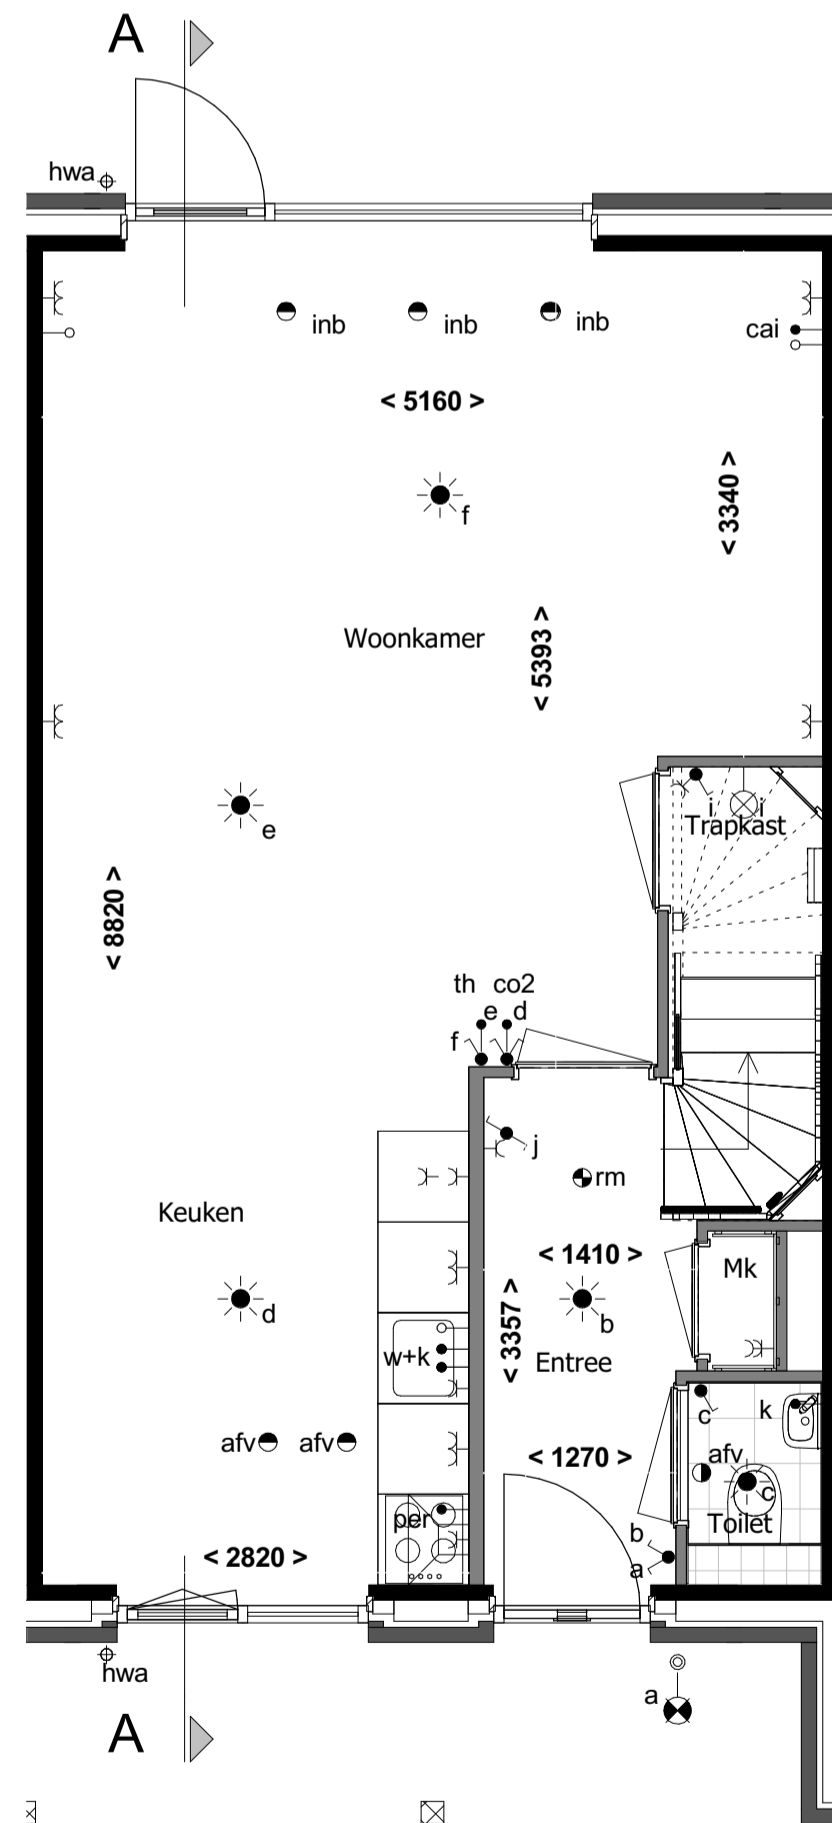 A
hwa
inb inb inb
cai
< 5160 >
< 3340 >
f
Woonkamer
< 5393 >
e
i i
Trapkast
< 8820 >
th co2
e d
f
j
rm
Keuken
< 1410 >
Mk
d
b
< 3357 >
w+k
Entree
c k
afv afv
afv
< 1270 >
c
per
Toilet
b
a
< 2820 >
hwa
a
A